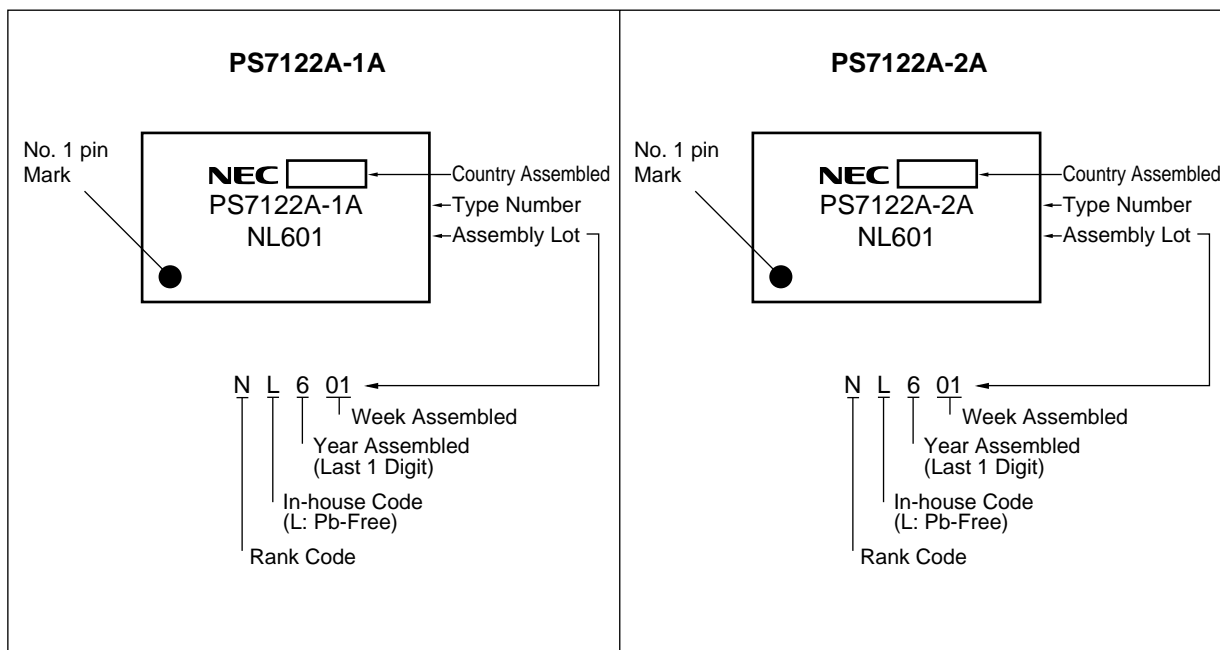 PS7122A-1A
No. 1 pin
Mark
NEC
Country Assembled
PS7122A-1A
Type Number
NL601
Assembly Lot
N L 6 01
Week Assembled
Year Assembled
(Last 1 Digit)
In-house Code
(L: Pb-Free)
Rank Code
PS7122A-2A
No. 1 pin
Mark
NEC
Country Assembled
PS7122A-2A
Type Number
NL601
Assembly Lot
N L 6 01
Week Assembled
Year Assembled
(Last 1 Digit)
In-house Code
(L: Pb-Free)
Rank Code